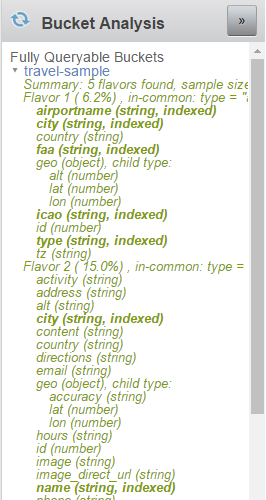 Bucket Analysis
»
Fully Queryable Buckets
travel-sample
Summary: 5 flavors found, sample size
Flavor 1 ( 6.2%) , in-common: type = "
airportname (string, indexed)
city (string, indexed)
country (string)
faa (string, indexed)
geo (object), child type:
alt (number)
lat (number)
lon (number)
icao (string, indexed)
id (number)
type (string, indexed)
tz (string)
Flavor 2 ( 15.0%) , in-common: type =
activity (string)
address (string)
alt (string)
city (string, indexed)
content (string)
country (string)
directions (string)
email (string)
geo (object), child type:
accuracy (string)
lat (number)
lon (number)
hours (string)
id (number)
image (string)
image_direct_url (string)
name (string, indexed)